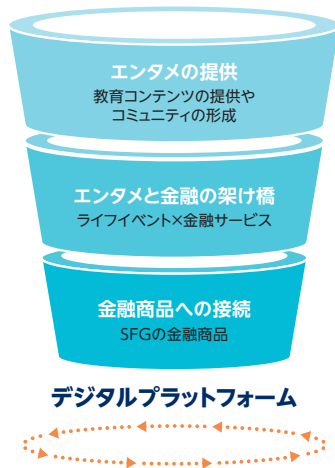 エンタメの提供
教育コンテンツの提供や
コミュニティの形成
エンタメと金融の架け橋
ライフイベント×金融サービス
金融商品への接続
SFGの金融商品
デジタルプラットフォーム